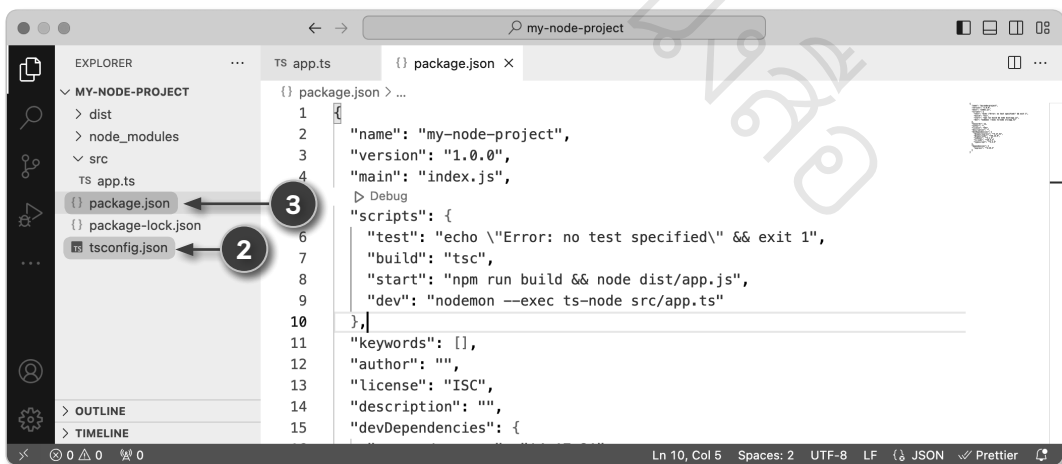 my-node-project
EXPLORER
MY-NODE-PROJECT
dist
node_modules
src
TS app.ts
{} package.json
3
{} package-lock.json
TS tsconfig.json
2
OUTLINE
TIMELINE
TS app.ts
{} package.json ×
{} package.json > ...
1 {
2 "name": "my-node-project",
3 "version": "1.0.0",
4 "main": "index.js",
Debug
"scripts": {
6 "test": "echo \"Error: no test specified\" && exit 1",
7 "build": "tsc",
8 "start": "npm run build && node dist/app.js",
9 "dev": "nodemon --exec ts-node src/app.ts"
10 },
11 "keywords": [],
12 "author": "",
13 "license": "ISC",
14 "description": "",
15 "devDependencies": {
0 0 0
Ln 10, Col 5 Spaces: 2 UTF-8 LF {} JSON Prettier